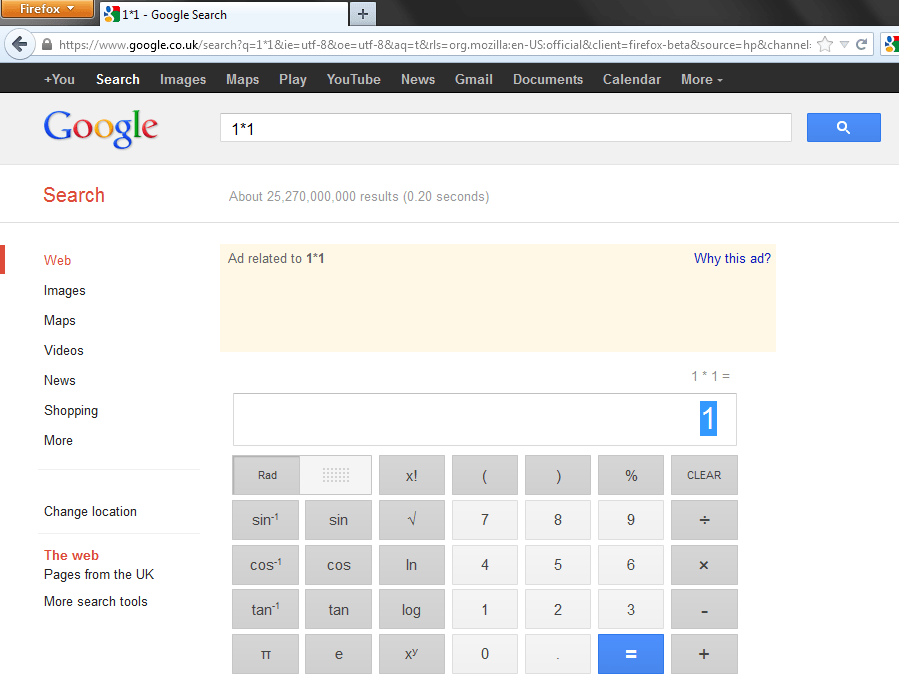 Firefox
1*1 - Google Search
https://www.google.co.uk/search?q=1*1&ie=utf-8&oe=utf-8&aq=t&rls=org.mozilla:en-US:official&client=firefox-beta&source=hp&channel:
+You Search Images Maps Play YouTube News Gmail Documents Calendar More
Google
1*1
Search
About 25,270,000,000 results (0.20 seconds)
Web
Images
Maps
Videos
News
Shopping
More
Change location
The web
Pages from the UK
More search tools
Ad related to 1*1
Why this ad?
1 * 1 =
1
Rad x! ( ) % CLEAR
sin-1 sin √ 7 8 9 ÷
cos-1 cos ln 4 5 6 ×
tan-1 tan log 1 2 3 -
π e xy 0 . = +